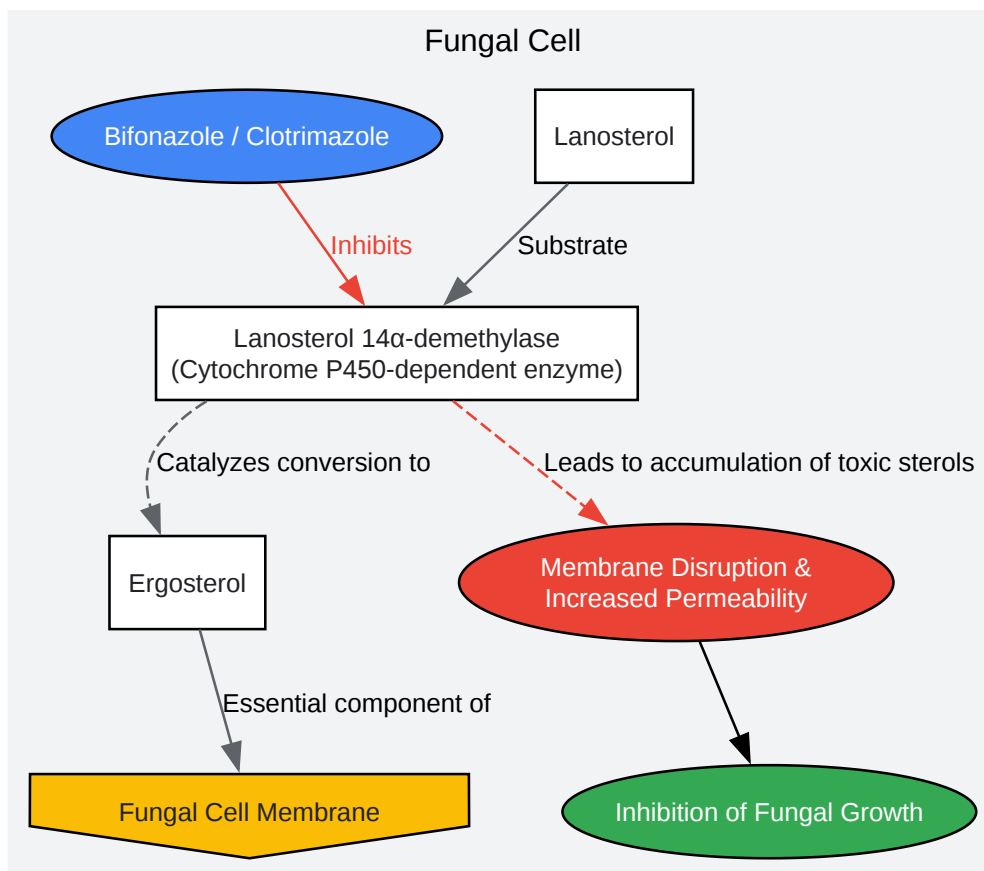 Fungal Cell
Bifonazole / Clotrimazole
Lanosterol
Inhibits
Substrate
Lanosterol 14α-demethylase
(Cytochrome P450-dependent enzyme)
Catalyzes conversion to
Leads to accumulation of toxic sterols
Ergosterol
Membrane Disruption &
Increased Permeability
Essential component of
Fungal Cell Membrane
Inhibition of Fungal Growth